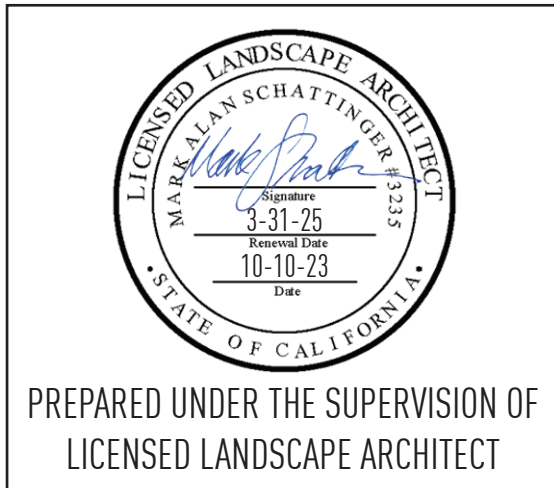 LICENSED LANDSCAPE ARCHITECT
MARK ALAN SCHATTINGER #3235
Signature
3-31-25
Renewal Date
10-10-23
Date
• STATE OF CALIFORNIA •
PREPARED UNDER THE SUPERVISION OF
LICENSED LANDSCAPE ARCHITECT